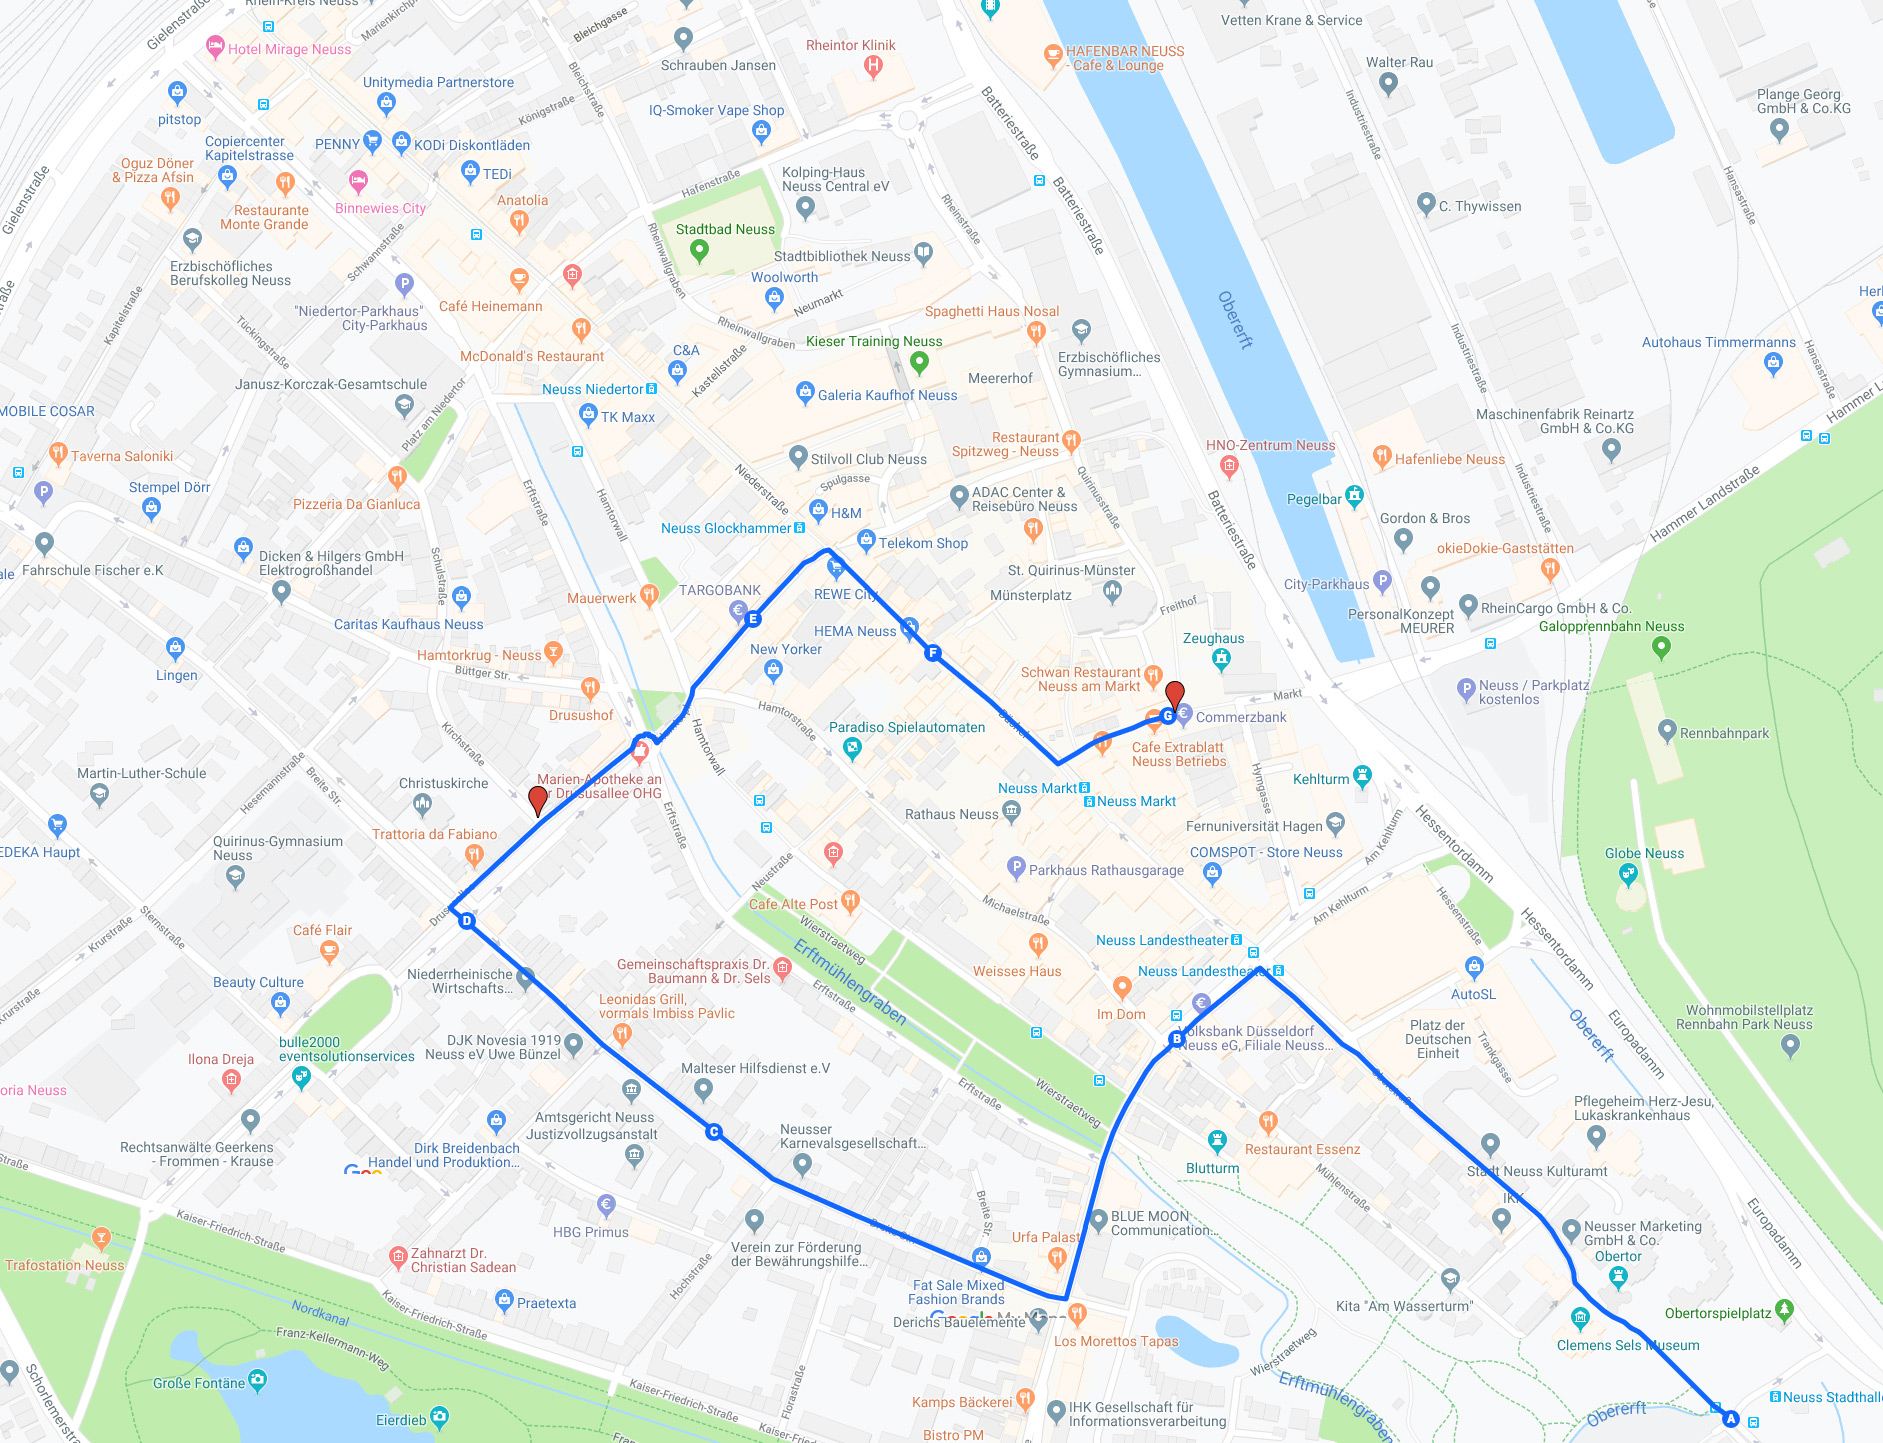 Rhein-Kreis Neuss
Gielenstraße
Marienkirchplatz
Bleichgasse
Hotel Mirage Neuss
Schrauben Jansen
Rheintor Klinik
HAFENBAR NEUSS
- Cafe & Lounge
Vetten Krane & Service
Walter Rau
Plange Georg
GmbH & Co.KG
pitstop
Unitymedia Partnerstore
Bleichstraße
Königstraße
IQ-Smoker Vape Shop
Batteriestraße
Industriestraße
Copiercenter
Kapitelstrasse
PENNY
KODi Diskontläden
Oguz Döner
& Pizza Afsin
TEDi
Hafenstraße
Kolping-Haus
Neuss Central eV
Batteriestraße
Hansastraße
Gielenstraße
Restaurante
Monte Grande
Binnewies City
Anatolia
Rheinstraße
C. Thywissen
Stadtbad Neuss
Rheinwallgraben
Stadtbibliothek Neuss
Erzbischöfliches
Berufskolleg Neuss
Schwannstraße
Woolworth
Neumarkt
"Niedertor-Parkhaus"
City-Parkhaus
Café Heinemann
Kapitelstraße
Tückingstraße
Rheinwallgraben
Spaghetti Haus Nosal
Obererft
Kieser Training Neuss
McDonald's Restaurant
C&A
Kastellstraße
Erzbischöfliches
Gymnasium...
Industriestraße
Autohaus Timmermanns
Hansastraße
Janusz-Korczak-Gesamtschule
Neuss Niedertor
Meererhof
Galeria Kaufhof Neuss
MOBILE COSAR
Platz am Niedertor
TK Maxx
Maschinenfabrik Reinartz
GmbH & Co.KG
Restaurant
Spitzweg - Neuss
HNO-Zentrum Neuss
Hafenliebe Neuss
Taverna Saloniki
Stilvoll Club Neuss
Niederstraße
Spulgasse
Quirinusstraße
Industriestraße
Stempel Dörr
Pizzeria Da Gianluca
Erftstraße
Hamtorwall
ADAC Center &
Reisebüro Neuss
Batteriestraße
Pegelbar
Hammer Landstraße
Gordon & Bros
H&M
Neuss Glockhammer
Telekom Shop
okieDokie-Gaststätten
Dicken & Hilgers GmbH
Elektrogroßhandel
Fahrschule Fischer e.K
Schulstraße
St. Quirinus-Münster
Münsterplatz
City-Parkhaus
TARGOBANK
REWE City
Mauerwerk
Freithof
PersonalKonzept
MEURER
RheinCargo GmbH & Co.
Galopprennbahn Neuss
Caritas Kaufhaus Neuss
E
HEMA Neuss
Zeughaus
Hamtorkrug - Neuss
New Yorker
F
Lingen
Büttger Str.
Schwan Restaurant
Neuss am Markt
Neuss / Parkplatz
kostenlos
Markt
Drusushof
Hamtorstraße
G
Commerzbank
Kirchstraße
Paradiso Spielautomaten
Rennbahnpark
Hamtorwall
Cafe Extrablatt
Neuss Betriebs
Hymgasse
Martin-Luther-Schule
Hesemannstraße
Breite Str.
Christuskirche
Marien-Apotheke an
Kehlturm
Neuss Markt
Neuss Markt
Erftstraße
Rathaus Neuss
Fernuniversität Hagen
Am Kehlturm
Hessentordamm
EDEKA Haupt
Quirinus-Gymnasium
Neuss
Trattoria da Fabiano
COMSPOT - Store Neuss
Globe Neuss
Parkhaus Rathausgarage
Neustraße
Cafe Alte Post
Michaelstraße
Am Kehlturm
Hessenstraße
Krurstraße
Sternstraße
D
Café Flair
Wierstraetweg
Erftmühlengraben
Hessentordamm
Neuss Landestheater
Neuss Landestheater
Weisses Haus
Gemeinschaftspraxis Dr.
Baumann & Dr. Sels
Niederrheinische
Wirtschafts...
Beauty Culture
Erftstraße
AutoSL
Krurstraße
Leonidas Grill,
vormals Imbiss Pavlic
Im Dom
Obererft
Europadamm
Wohnmobilstellplatz
Rennbahn Park Neuss
bulle2000
eventsolutionservices
DJK Novesia 1919
Neuss eV Uwe Bünzel
B
Volksbank Düsseldorf
Neuss eG, Filiale Neuss...
Platz der
Deutschen
Einheit
Trankgasse
Ilona Dreja
Malteser Hilfsdienst e.V
Erftstraße
Wierstraetweg
Oberstraße
Pflegeheim Herz-Jesu,
Lukaskrankenhaus
Amtsgericht Neuss
Justizvollzugsanstalt
C
Neusser
Karnevalsgesellschaft...
Rechtsanwälte Geerkens
- Frommen - Krause
Dirk Breidenbach
Handel und Produktion...
Blutturm
Restaurant Essenz
Mühlenstraße
Stadt Neuss Kulturamt
IKK
Kaiser-Friedrich-Straße
HBG Primus
Breite Str.
BLUE MOON
Communication...
Neusser Marketing
GmbH & Co.
Europadamm
Trafostation Neuss
Zahnarzt Dr.
Christian Sadean
Verein zur Förderung
der Bewährungshilfe...
Hochstraße
Urfa Palast
Obertor
Fat Sale Mixed
Fashion Brands
Kita "Am Wasserturm"
Praetexta
Nordkanal
Kaiser-Friedrich-Straße
Derichs Bauelemente
Los Morettos Tapas
Clemens Sels Museum
Obertorspielplatz
Franz-Kellermann-Weg
Wierstraetweg
Große Fontäne
Schorlemerstraße
Eierdieb
Kaiser-Friedrich-Straße
Florastraße
Kamps Bäckerei
IHK Gesellschaft für
Informationsverarbeitung
Erftmühlengraben
Obererft
A
Neuss Stadthalle
Bistro PM